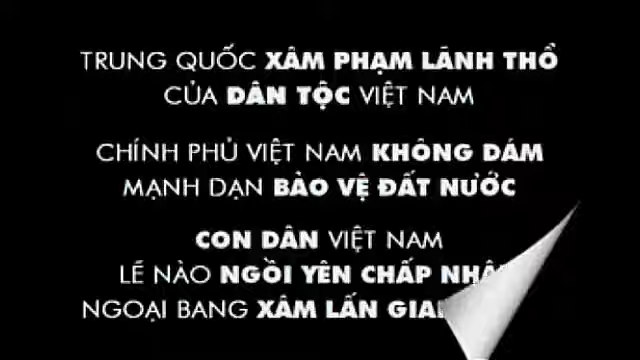 TRUNG QUỐC XÂM PHẠM LÃNH THỔ
CỦA DÂN TỘC VIỆT NAM
CHÍNH PHỦ VIỆT NAM KHÔNG DÁM
MẠNH DẠN BẢO VỆ ĐẤT NƯỚC
CON DÂN VIỆT NAM
LẼ NÀO NGỒI YÊN CHẤP
NGOẠI BANG XÂM LẤN